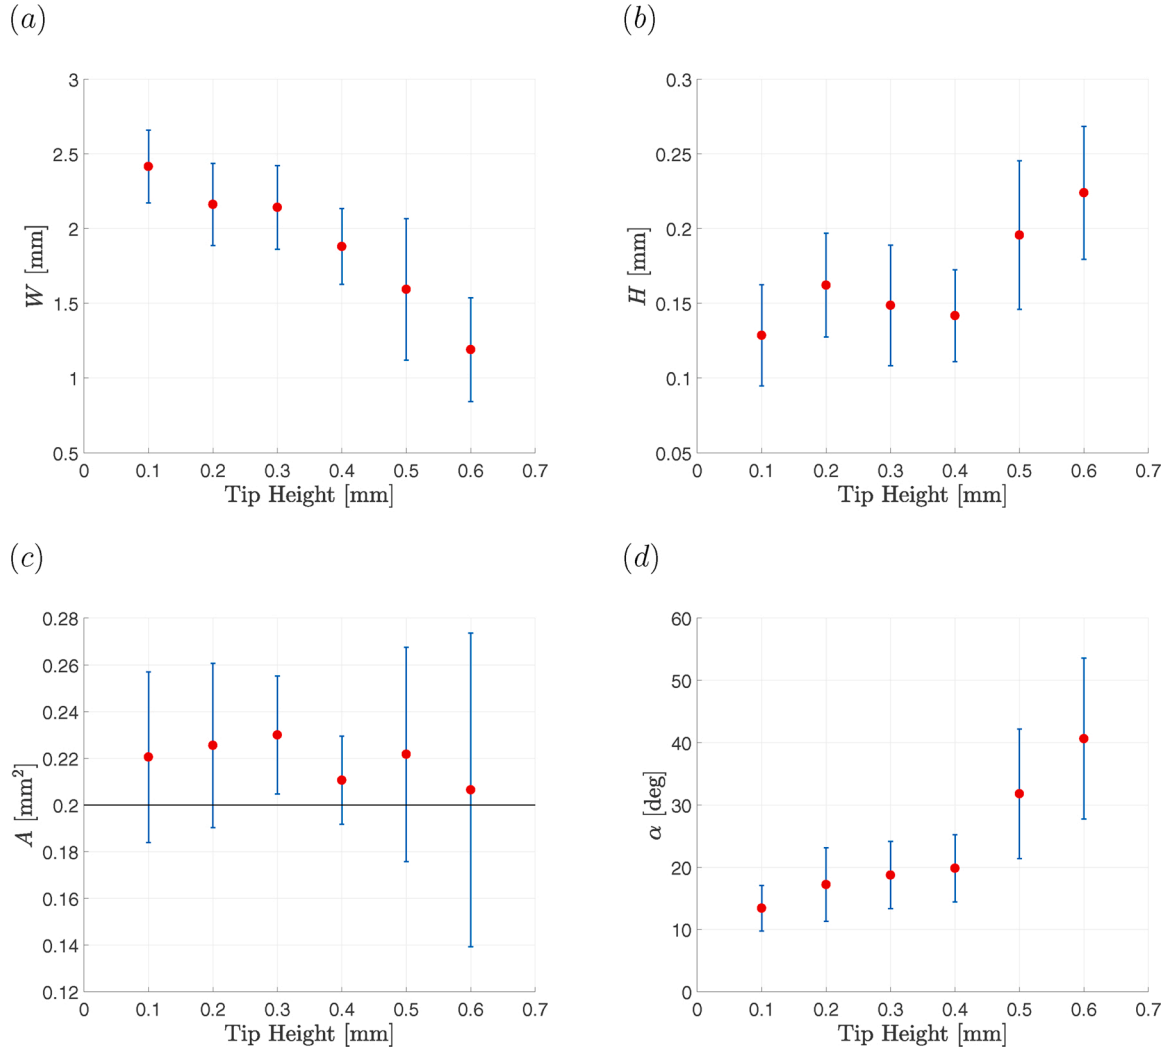 (a)
3
2.5
2
1.5
1
0.5
W [mm]
0 0.1 0.2 0.3 0.4 0.5 0.6 0.7
Tip Height [mm]
(b)
0.3
0.25
0.2
0.15
0.1
0.05
H [mm]
0 0.1 0.2 0.3 0.4 0.5 0.6 0.7
Tip Height [mm]
(c)
0.28
0.26
0.24
0.22
0.2
0.18
0.16
0.14
0.12
A [mm²]
0 0.1 0.2 0.3 0.4 0.5 0.6 0.7
Tip Height [mm]
(d)
60
50
40
30
20
10
0
α [deg]
0 0.1 0.2 0.3 0.4 0.5 0.6 0.7
Tip Height [mm]